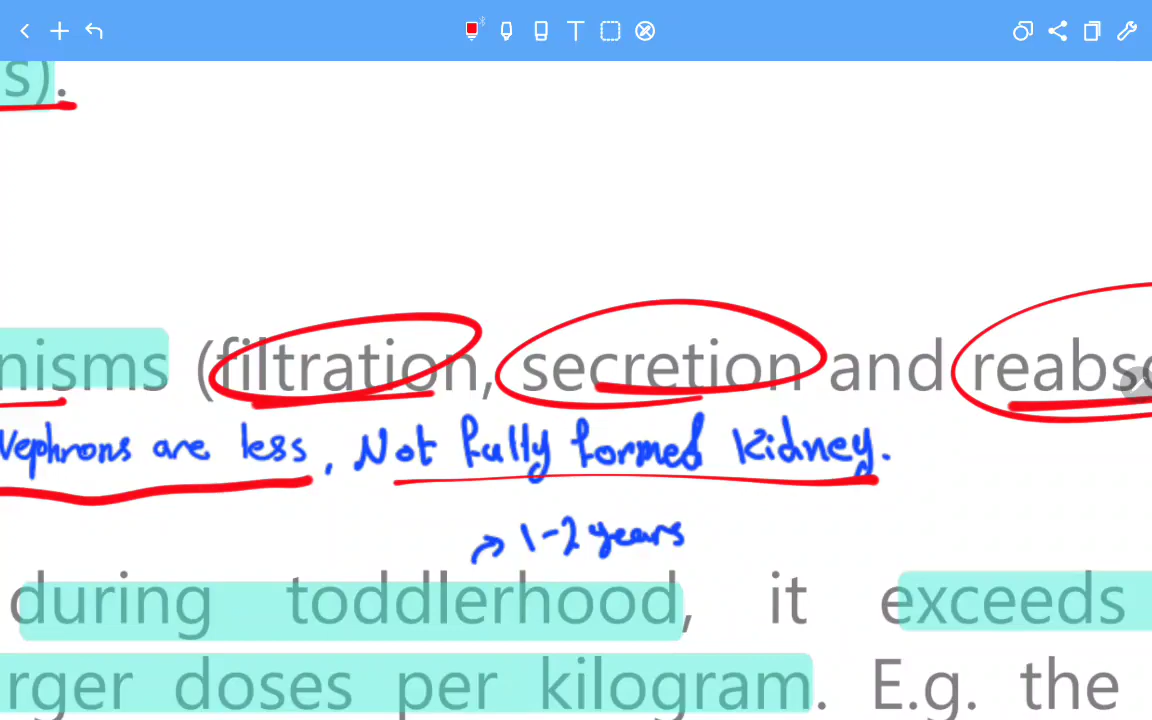 s).
nisms (filtration, secretion and reabso
Nephrons are less, Not fully formed kidney.
→ 1-2 years
during toddlerhood, it exceeds
rger doses per kilogram. E.g. the